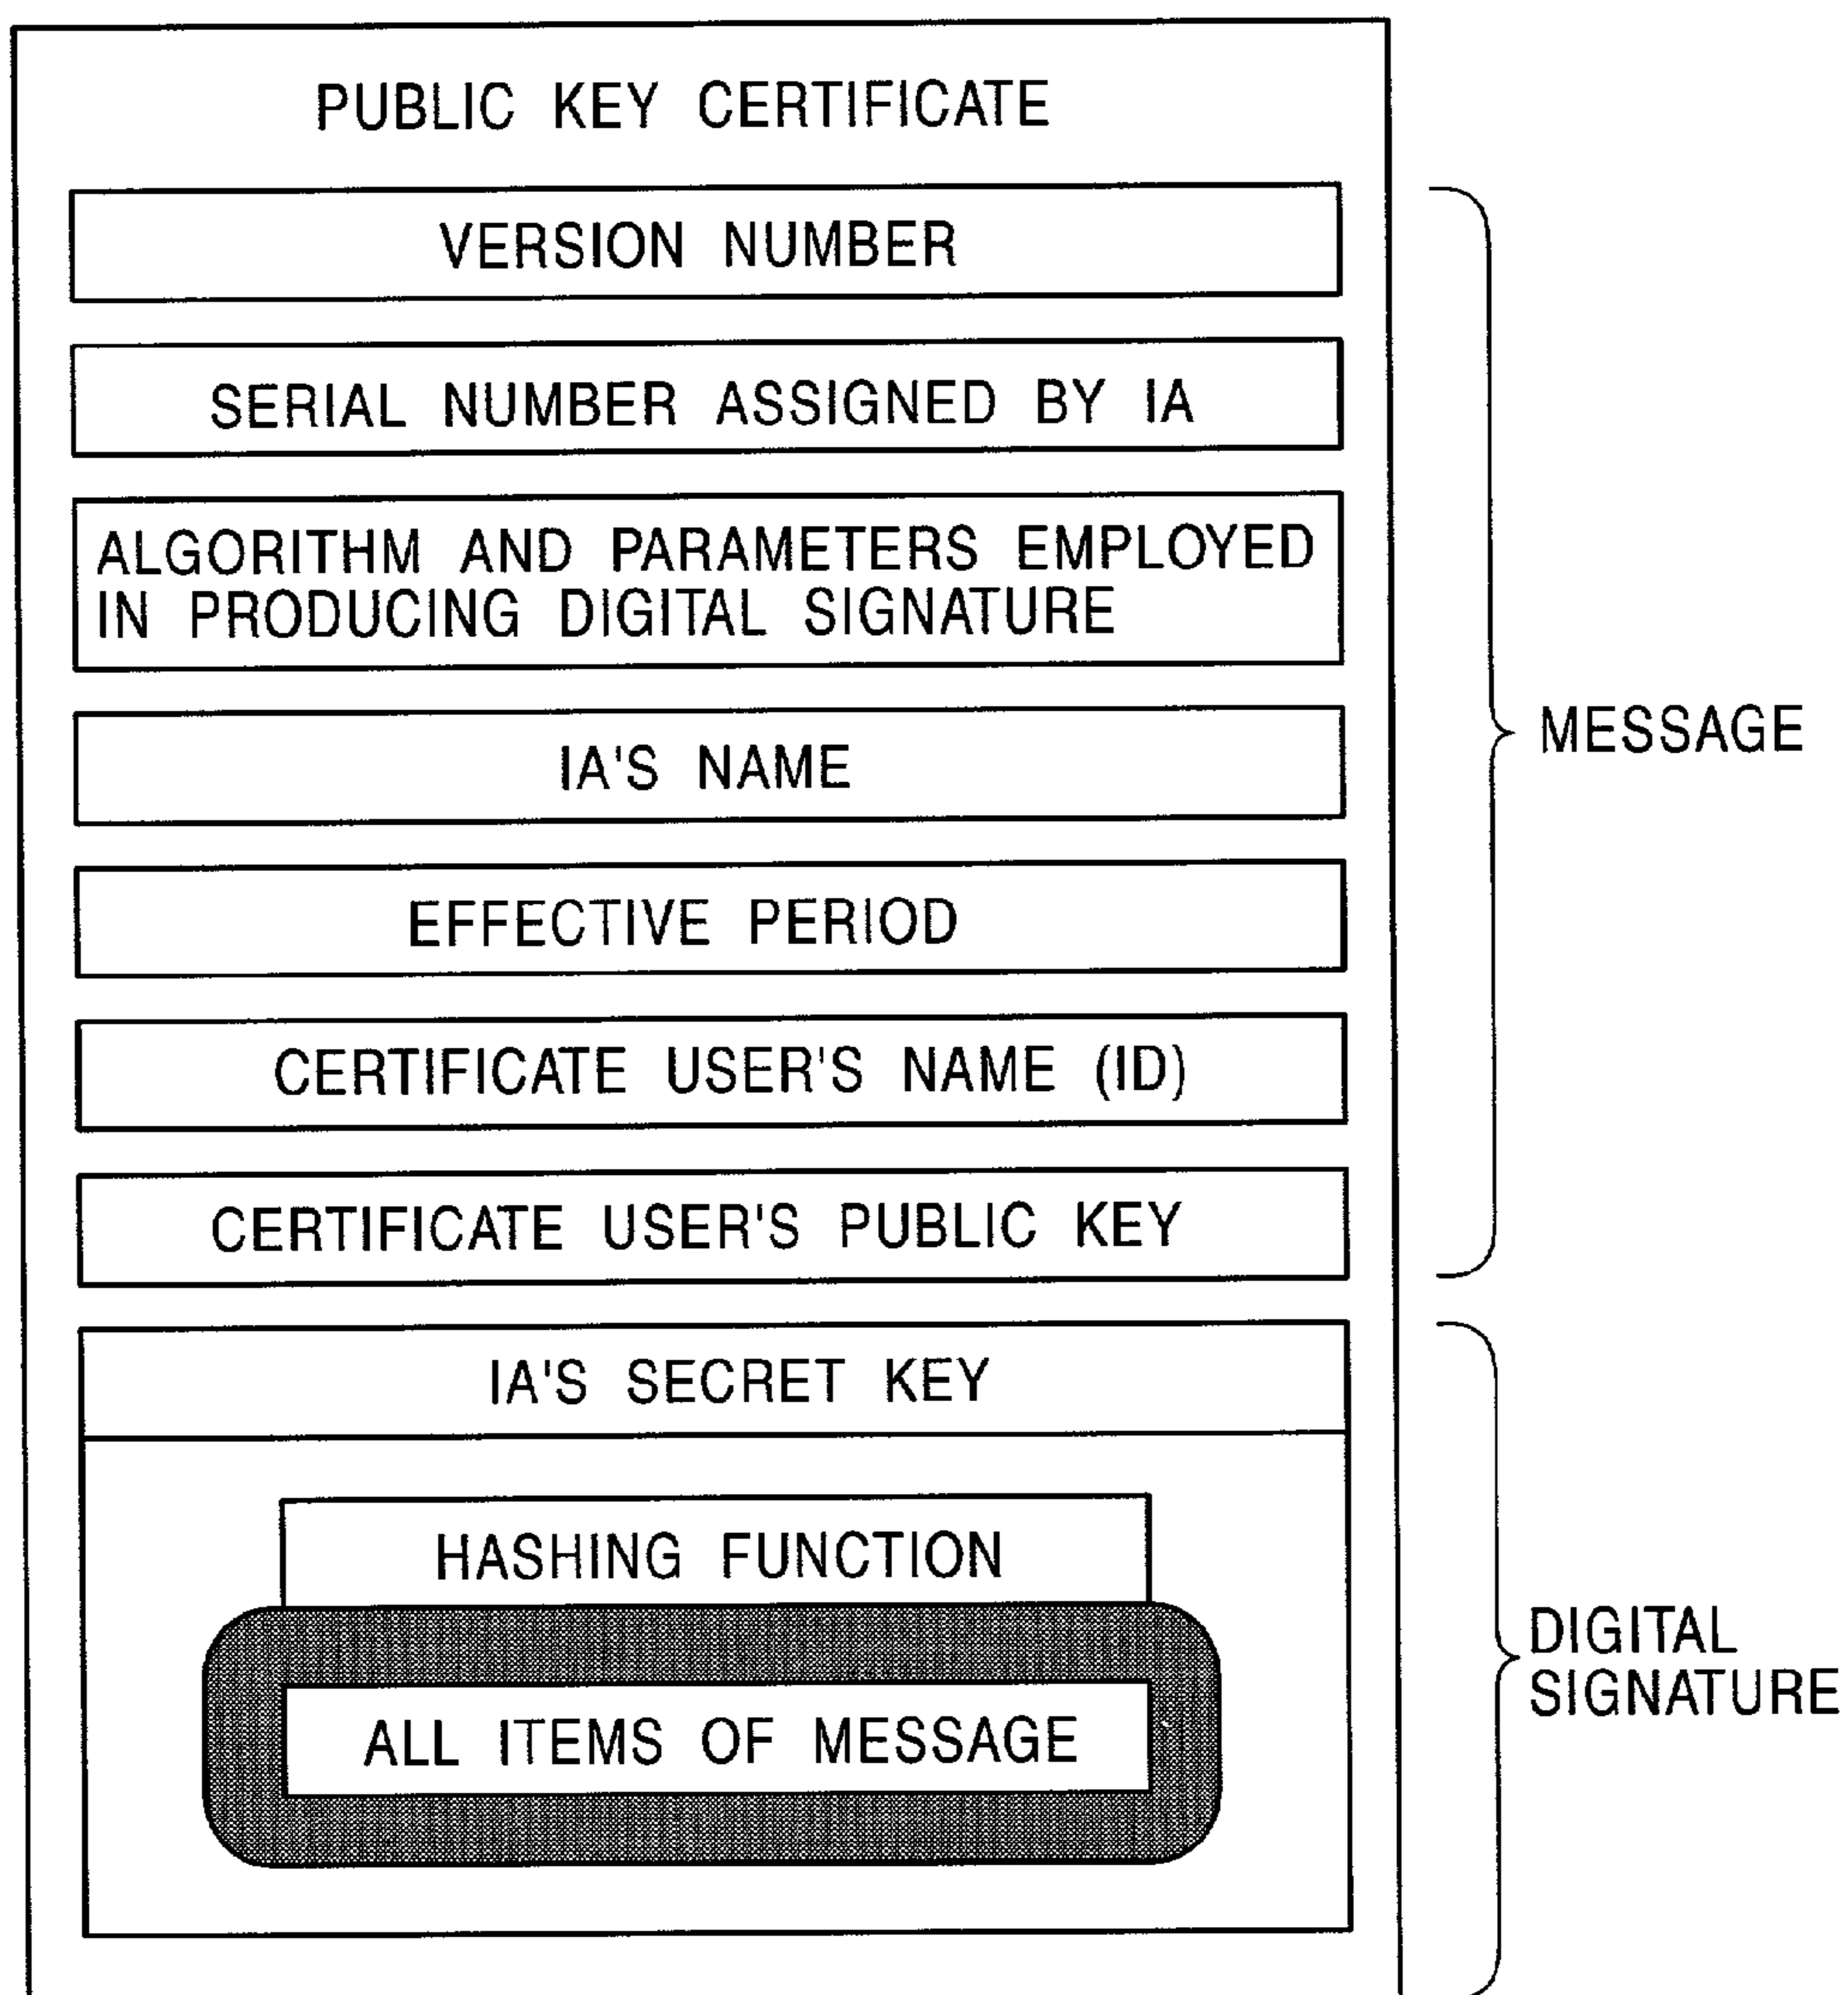 PUBLIC KEY CERTIFICATE
VERSION NUMBER
SERIAL NUMBER ASSIGNED BY IA
ALGORITHM AND PARAMETERS EMPLOYED
IN PRODUCING DIGITAL SIGNATURE
IA'S NAME
EFFECTIVE PERIOD
CERTIFICATE USER'S NAME (ID)
CERTIFICATE USER'S PUBLIC KEY
MESSAGE
IA'S SECRET KEY
HASHING FUNCTION
ALL ITEMS OF MESSAGE
DIGITAL
SIGNATURE